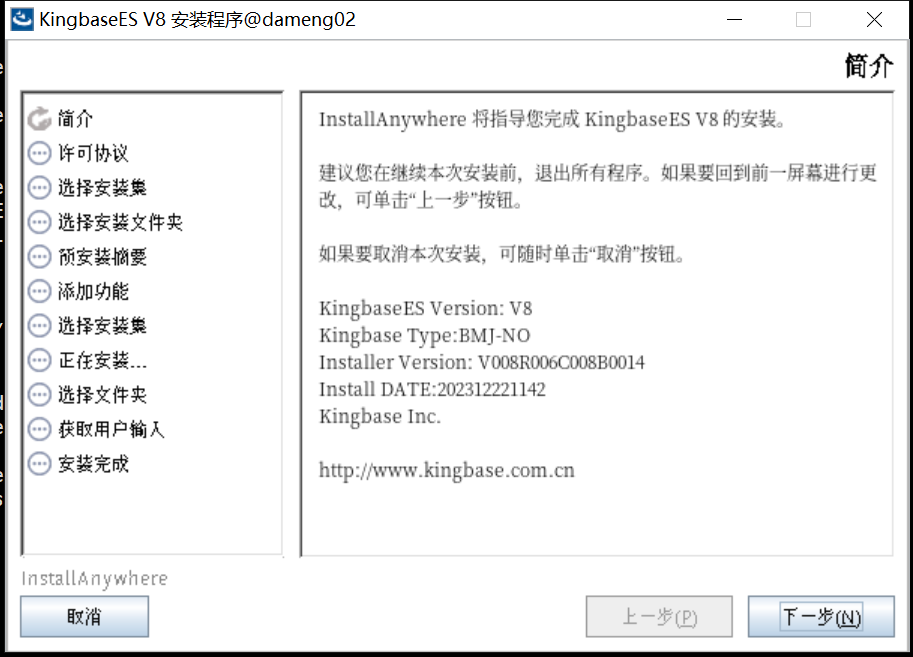 KingbaseES V8 安装程序@dameng02
简介
简介
许可协议
选择安装集
选择安装文件夹
预安装摘要
添加功能
选择安装集
正在安装...
选择文件夹
获取用户输入
安装完成
InstallAnywhere 将指导您完成 KingbaseES V8 的安装。
建议您在继续本次安装前，退出所有程序。如果要回到前一屏幕进行更
改，可单击“上一步”按钮。
如果要取消本次安装，可随时单击“取消”按钮。
KingbaseES Version: V8
Kingbase Type:BMJ-NO
Installer Version: V008R006C008B0014
Install DATE:202312221142
Kingbase Inc.
http://www.kingbase.com.cn
InstallAnywhere
取消
上一步(P)
下一步(N)